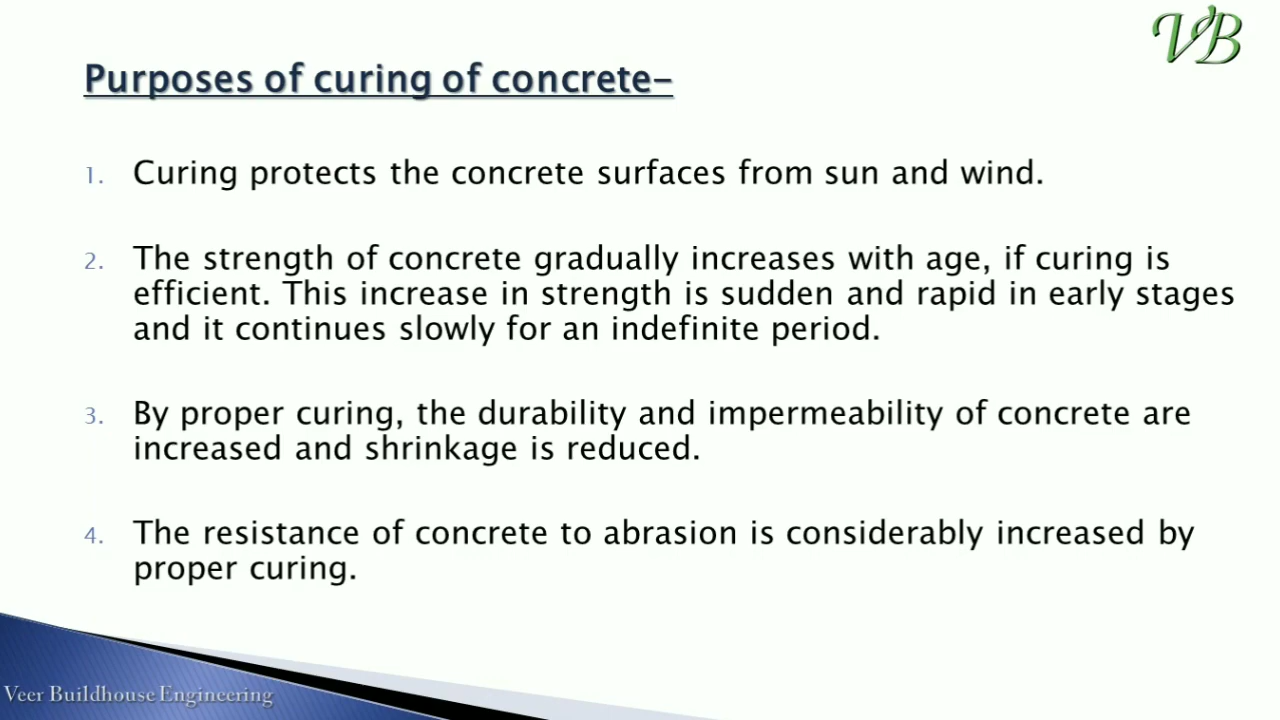 VB
Purposes of curing of concrete-
1. Curing protects the concrete surfaces from sun and wind.
2. The strength of concrete gradually increases with age, if curing is
efficient. This increase in strength is sudden and rapid in early stages
and it continues slowly for an indefinite period.
3. By proper curing, the durability and impermeability of concrete are
increased and shrinkage is reduced.
4. The resistance of concrete to abrasion is considerably increased by
proper curing.
Veer Buildhouse Engineering